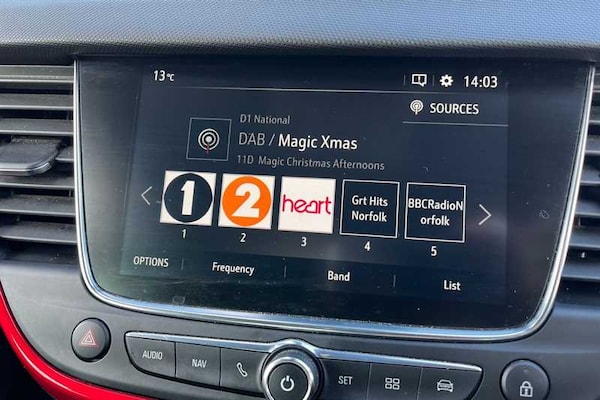 13 °C
14:03
SOURCES
D1 National
DAB / Magic Xmas
11D Magic Christmas Afternoons
1
2
heart
Grt Hits
Norfolk
BBCRadioN
orfolk
1
2
3
4
5
OPTIONS
Frequency
Band
List
AUDIO
NAV
SET